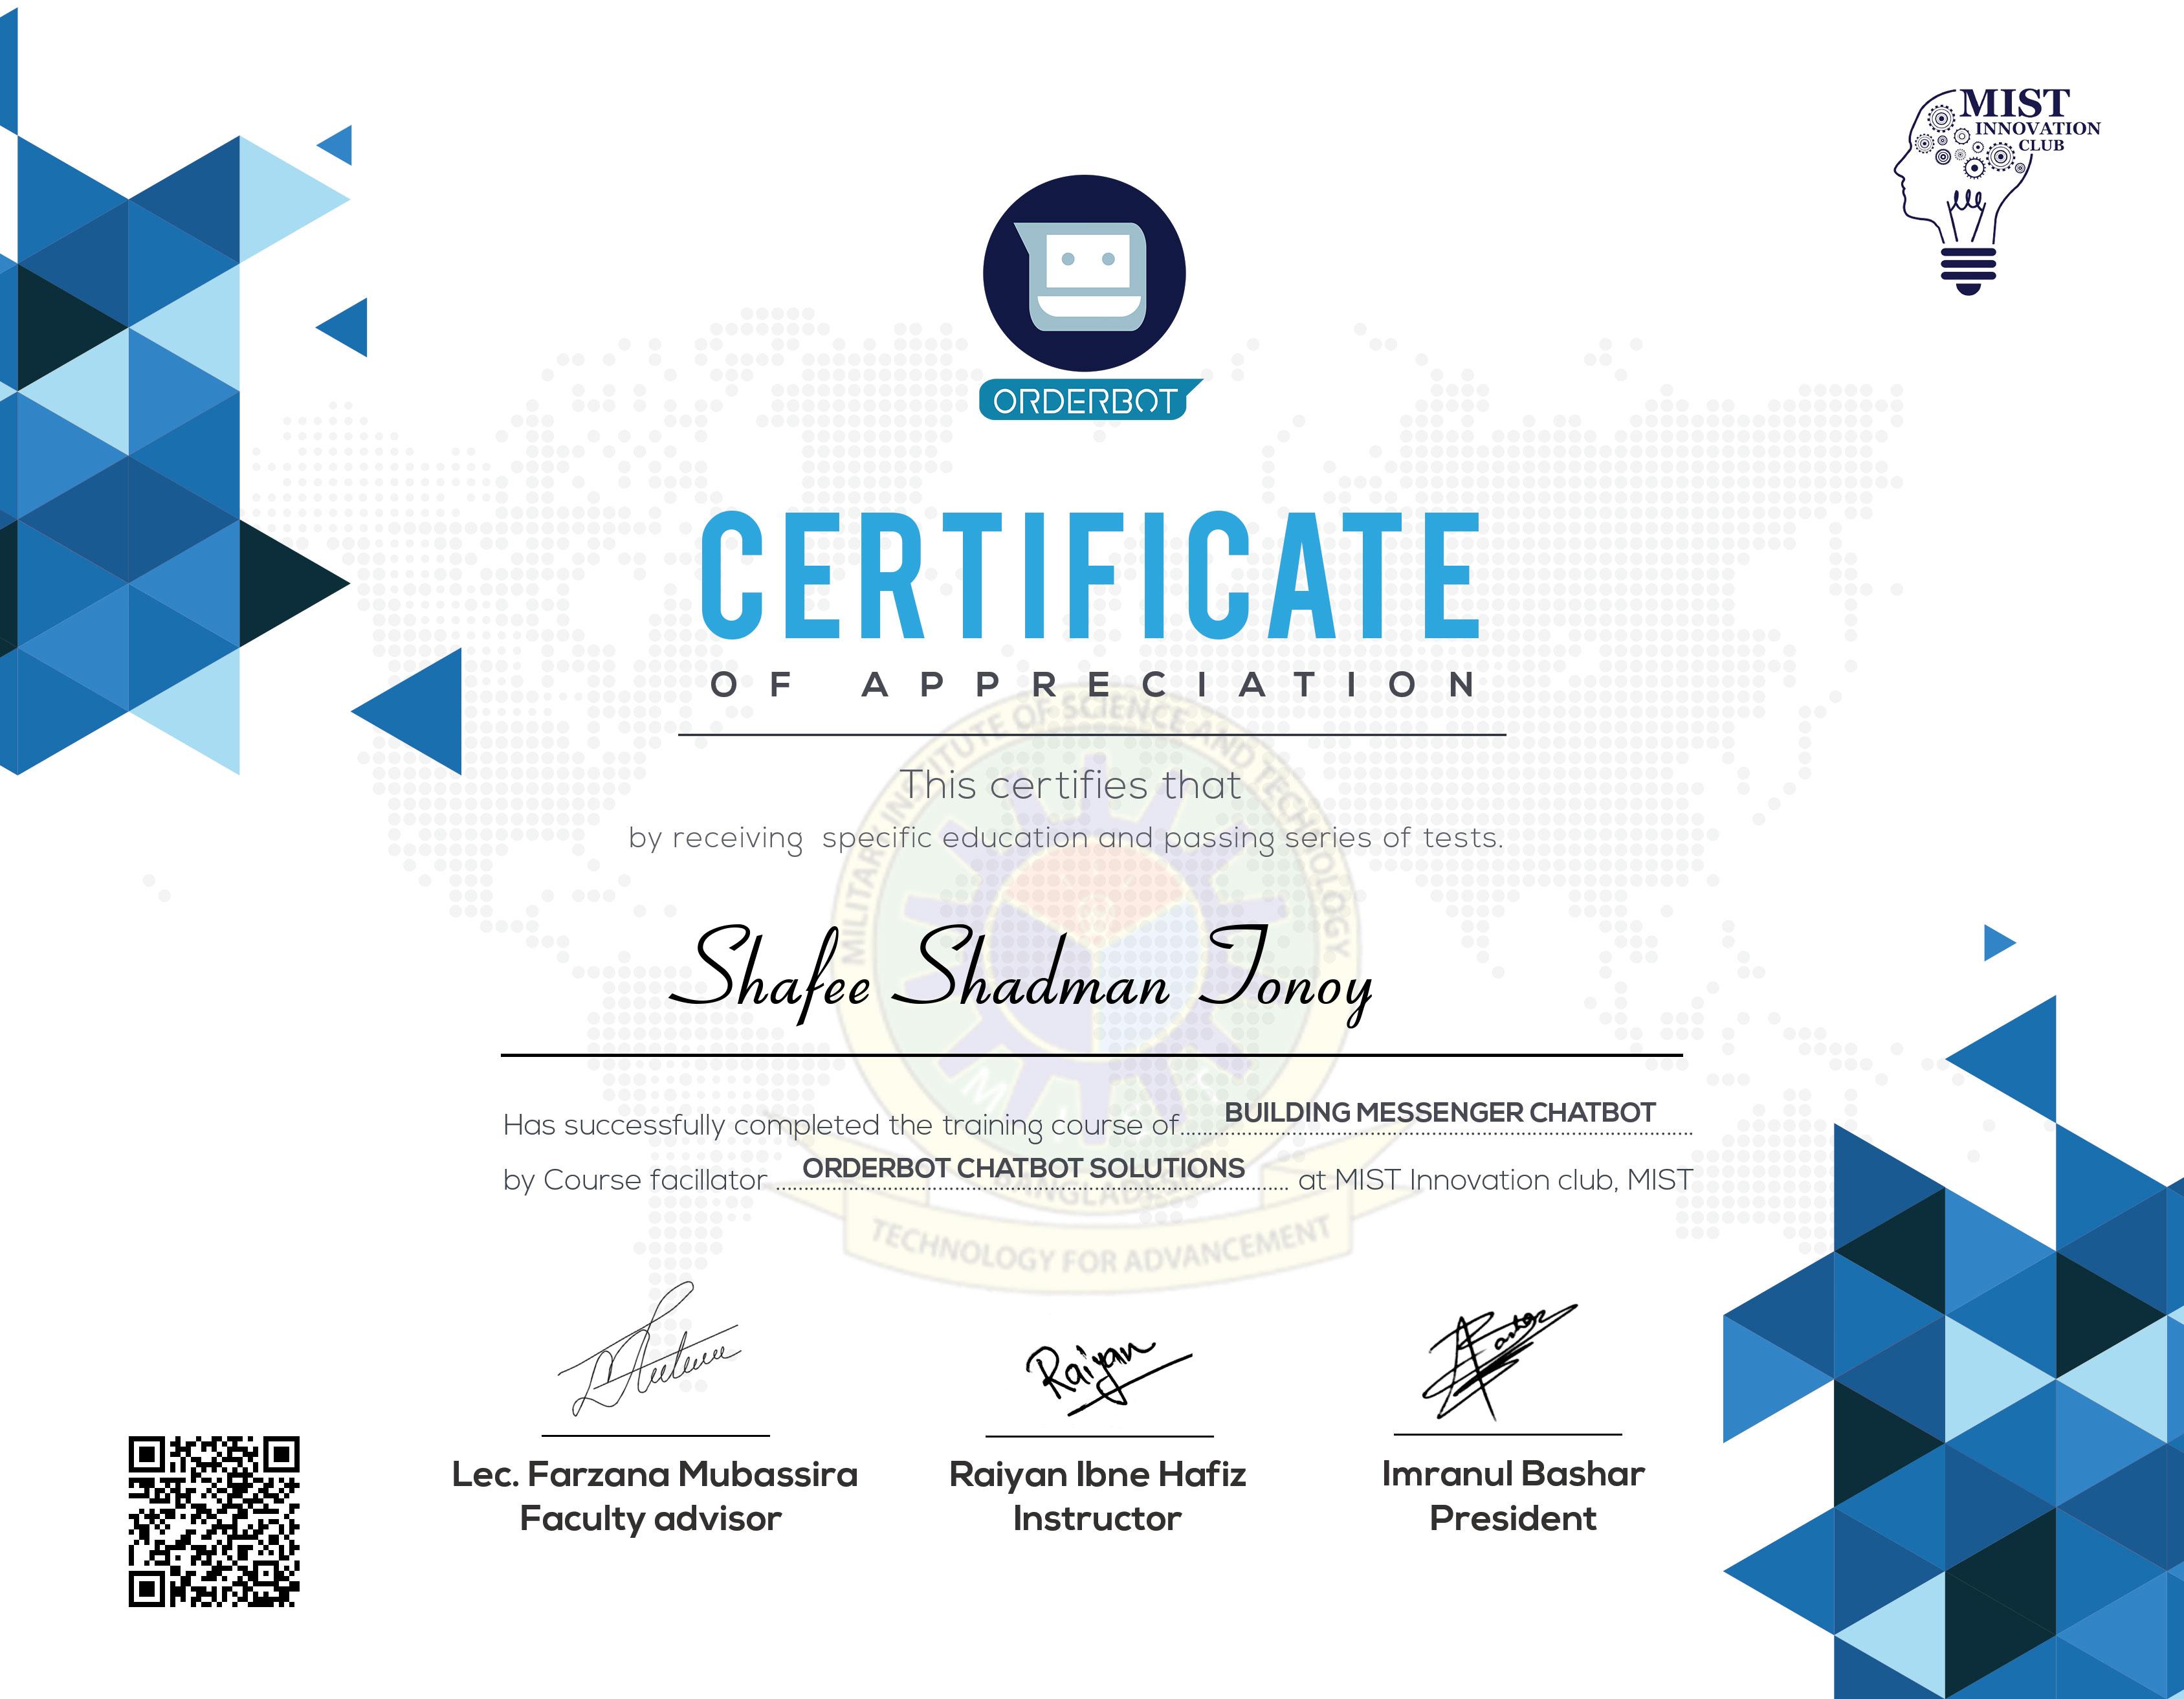 MIST
INNOVATION
CLUB
ORDERBOT
CERTIFICATE
OF APPRECIATION
This certifies that
by receiving specific education and passing series of tests.
Shafee Shadman Tonoy
Has successfully completed the training course of BUILDING MESSENGER CHATBOT
by Course facillator ORDERBOT CHATBOT SOLUTIONS at MIST Innovation club, MIST
MILITARY INSTITUTE OF SCIENCE AND TECHNOLOGY
BANGLADESH
TECHNOLOGY FOR ADVANCEMENT
Raiyan
Lec. Farzana Mubassira
Faculty advisor
Raiyan Ibne Hafiz
Instructor
Imranul Bashar
President